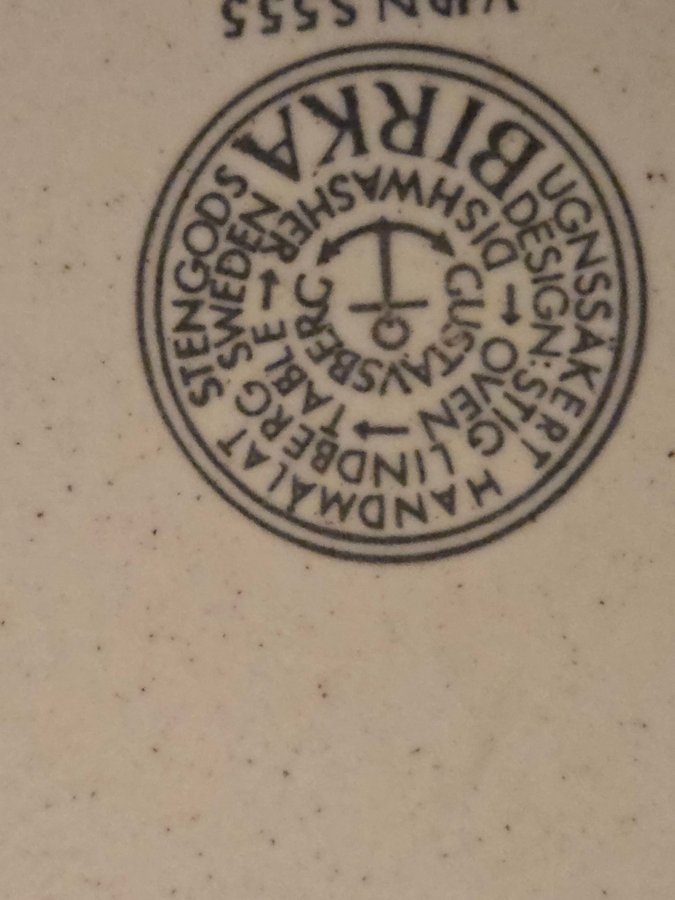 BIRKA
UGNSSÄKERT HANDMÅLAT STENGODS
DESIGN: STIG LINDBERG SWEDEN
DISHWASHER → TABLE → OVEN →
GUSTAVSBERG
G